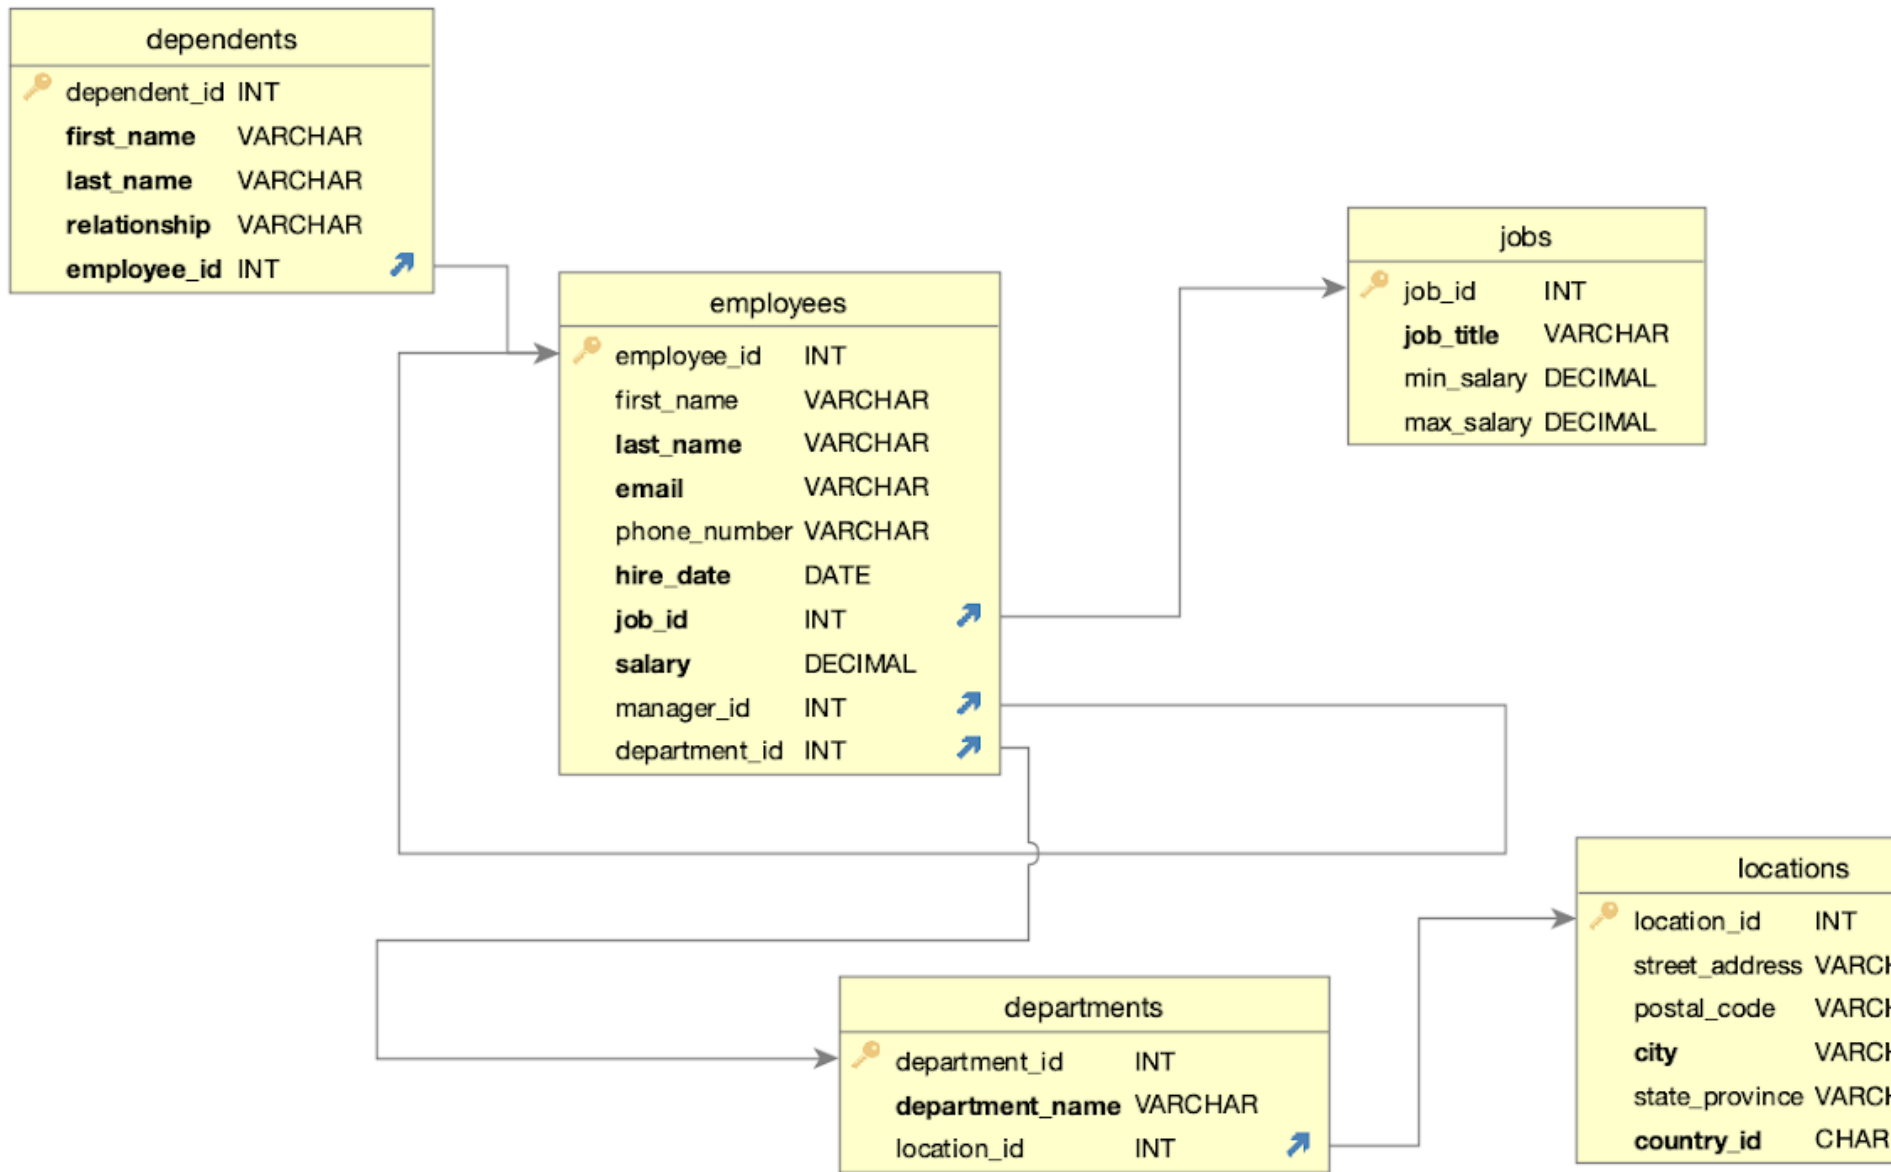 dependents
dependent_id INT
first_name VARCHAR
last_name VARCHAR
relationship VARCHAR
employee_id INT
employees
employee_id INT
first_name VARCHAR
last_name VARCHAR
email VARCHAR
phone_number VARCHAR
hire_date DATE
job_id INT
salary DECIMAL
manager_id INT
department_id INT
jobs
job_id INT
job_title VARCHAR
min_salary DECIMAL
max_salary DECIMAL
departments
department_id INT
department_name VARCHAR
location_id INT
locations
location_id INT
street_address
postal_code
city
state_province
country_id CHAR